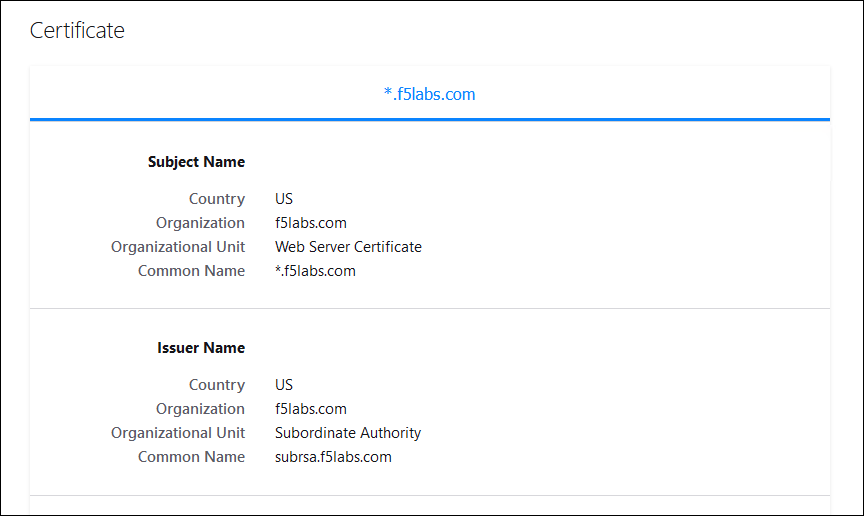 Certificate
*.f5labs.com
Subject Name
Country US
Organization f5labs.com
Organizational Unit Web Server Certificate
Common Name *.f5labs.com
Issuer Name
Country US
Organization f5labs.com
Organizational Unit Subordinate Authority
Common Name subrsa.f5labs.com